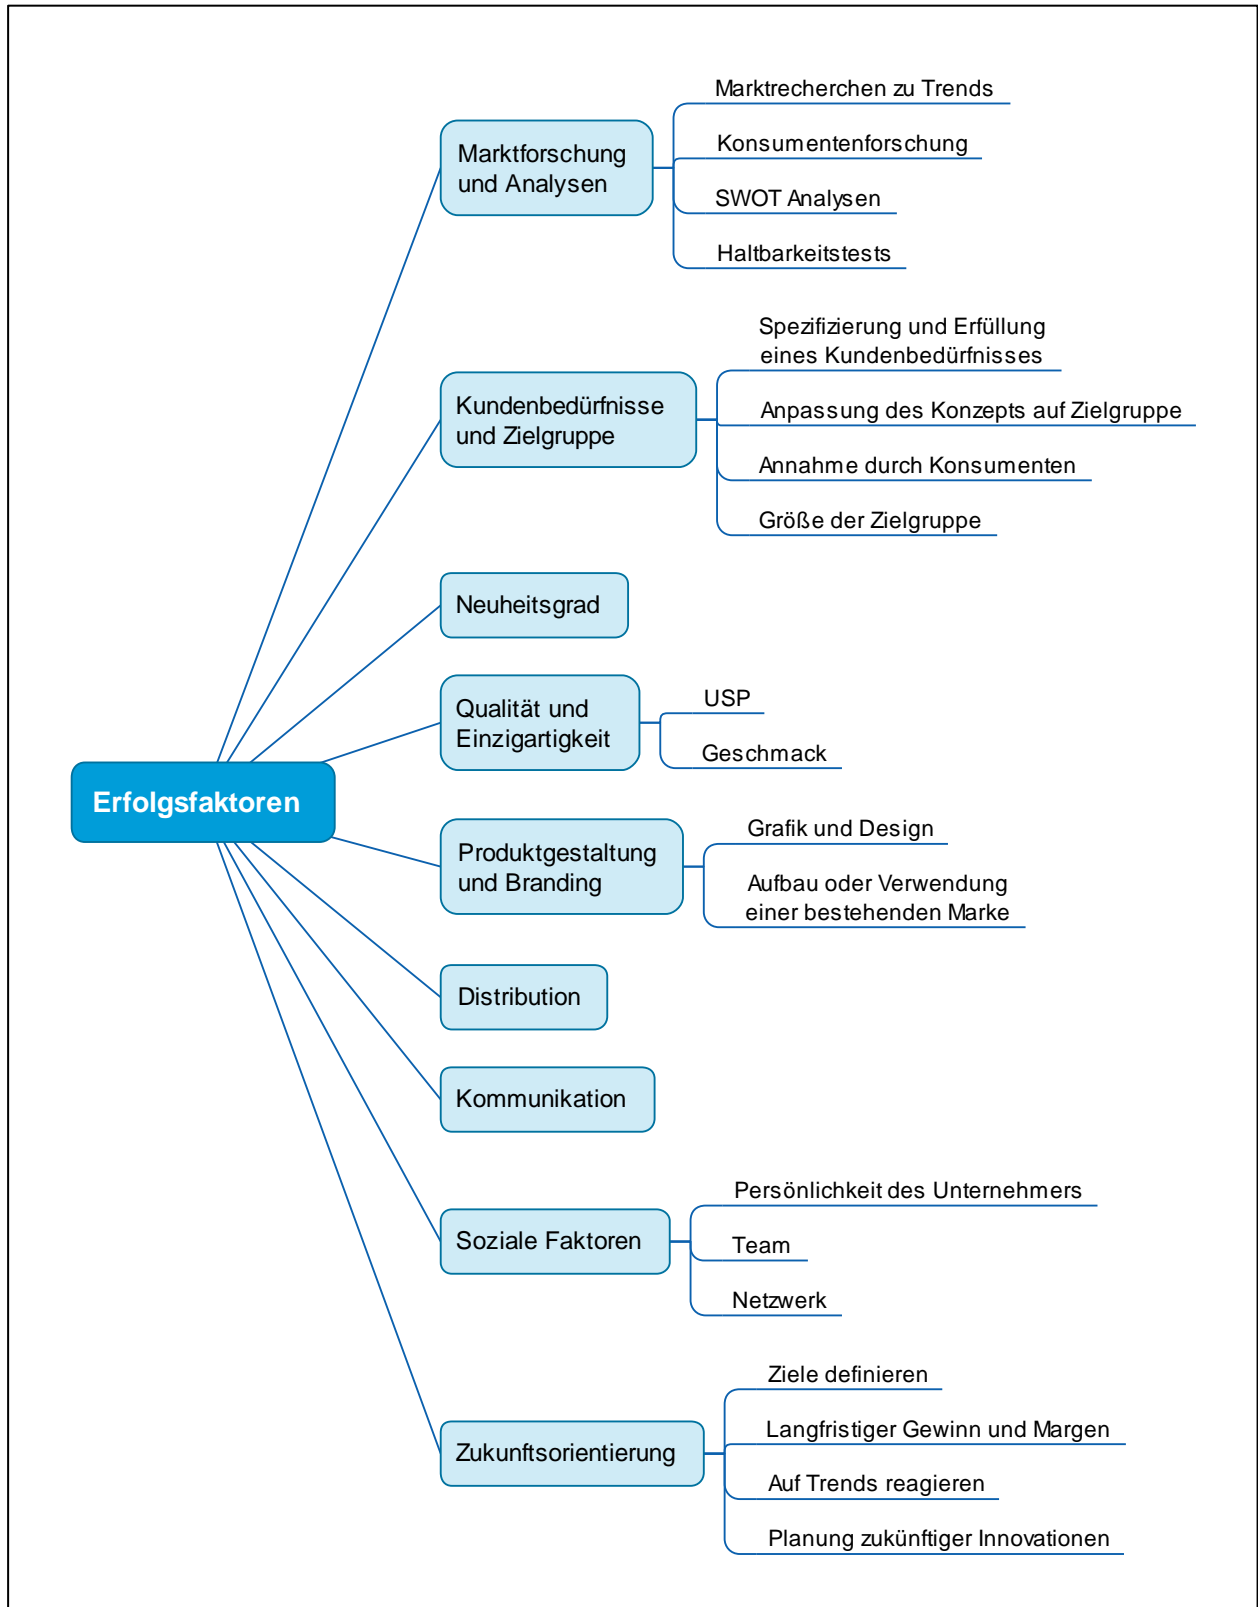 Erfolgsfaktoren
Marktforschung
und Analysen
Marktrecherchen zu Trends
Konsumentenforschung
SWOT Analysen
Haltbarkeitstests
Kundenbedürfnisse
und Zielgruppe
Spezifizierung und Erfüllung
eines Kundenbedürfnisses
Anpassung des Konzepts auf Zielgruppe
Annahme durch Konsumenten
Größe der Zielgruppe
Neuheitsgrad
Qualität und
Einzigartigkeit
USP
Geschmack
Produktgestaltung
und Branding
Grafik und Design
Aufbau oder Verwendung
einer bestehenden Marke
Distribution
Kommunikation
Soziale Faktoren
Persönlichkeit des Unternehmers
Team
Netzwerk
Zukunftsorientierung
Ziele definieren
Langfristiger Gewinn und Margen
Auf Trends reagieren
Planung zukünftiger Innovationen